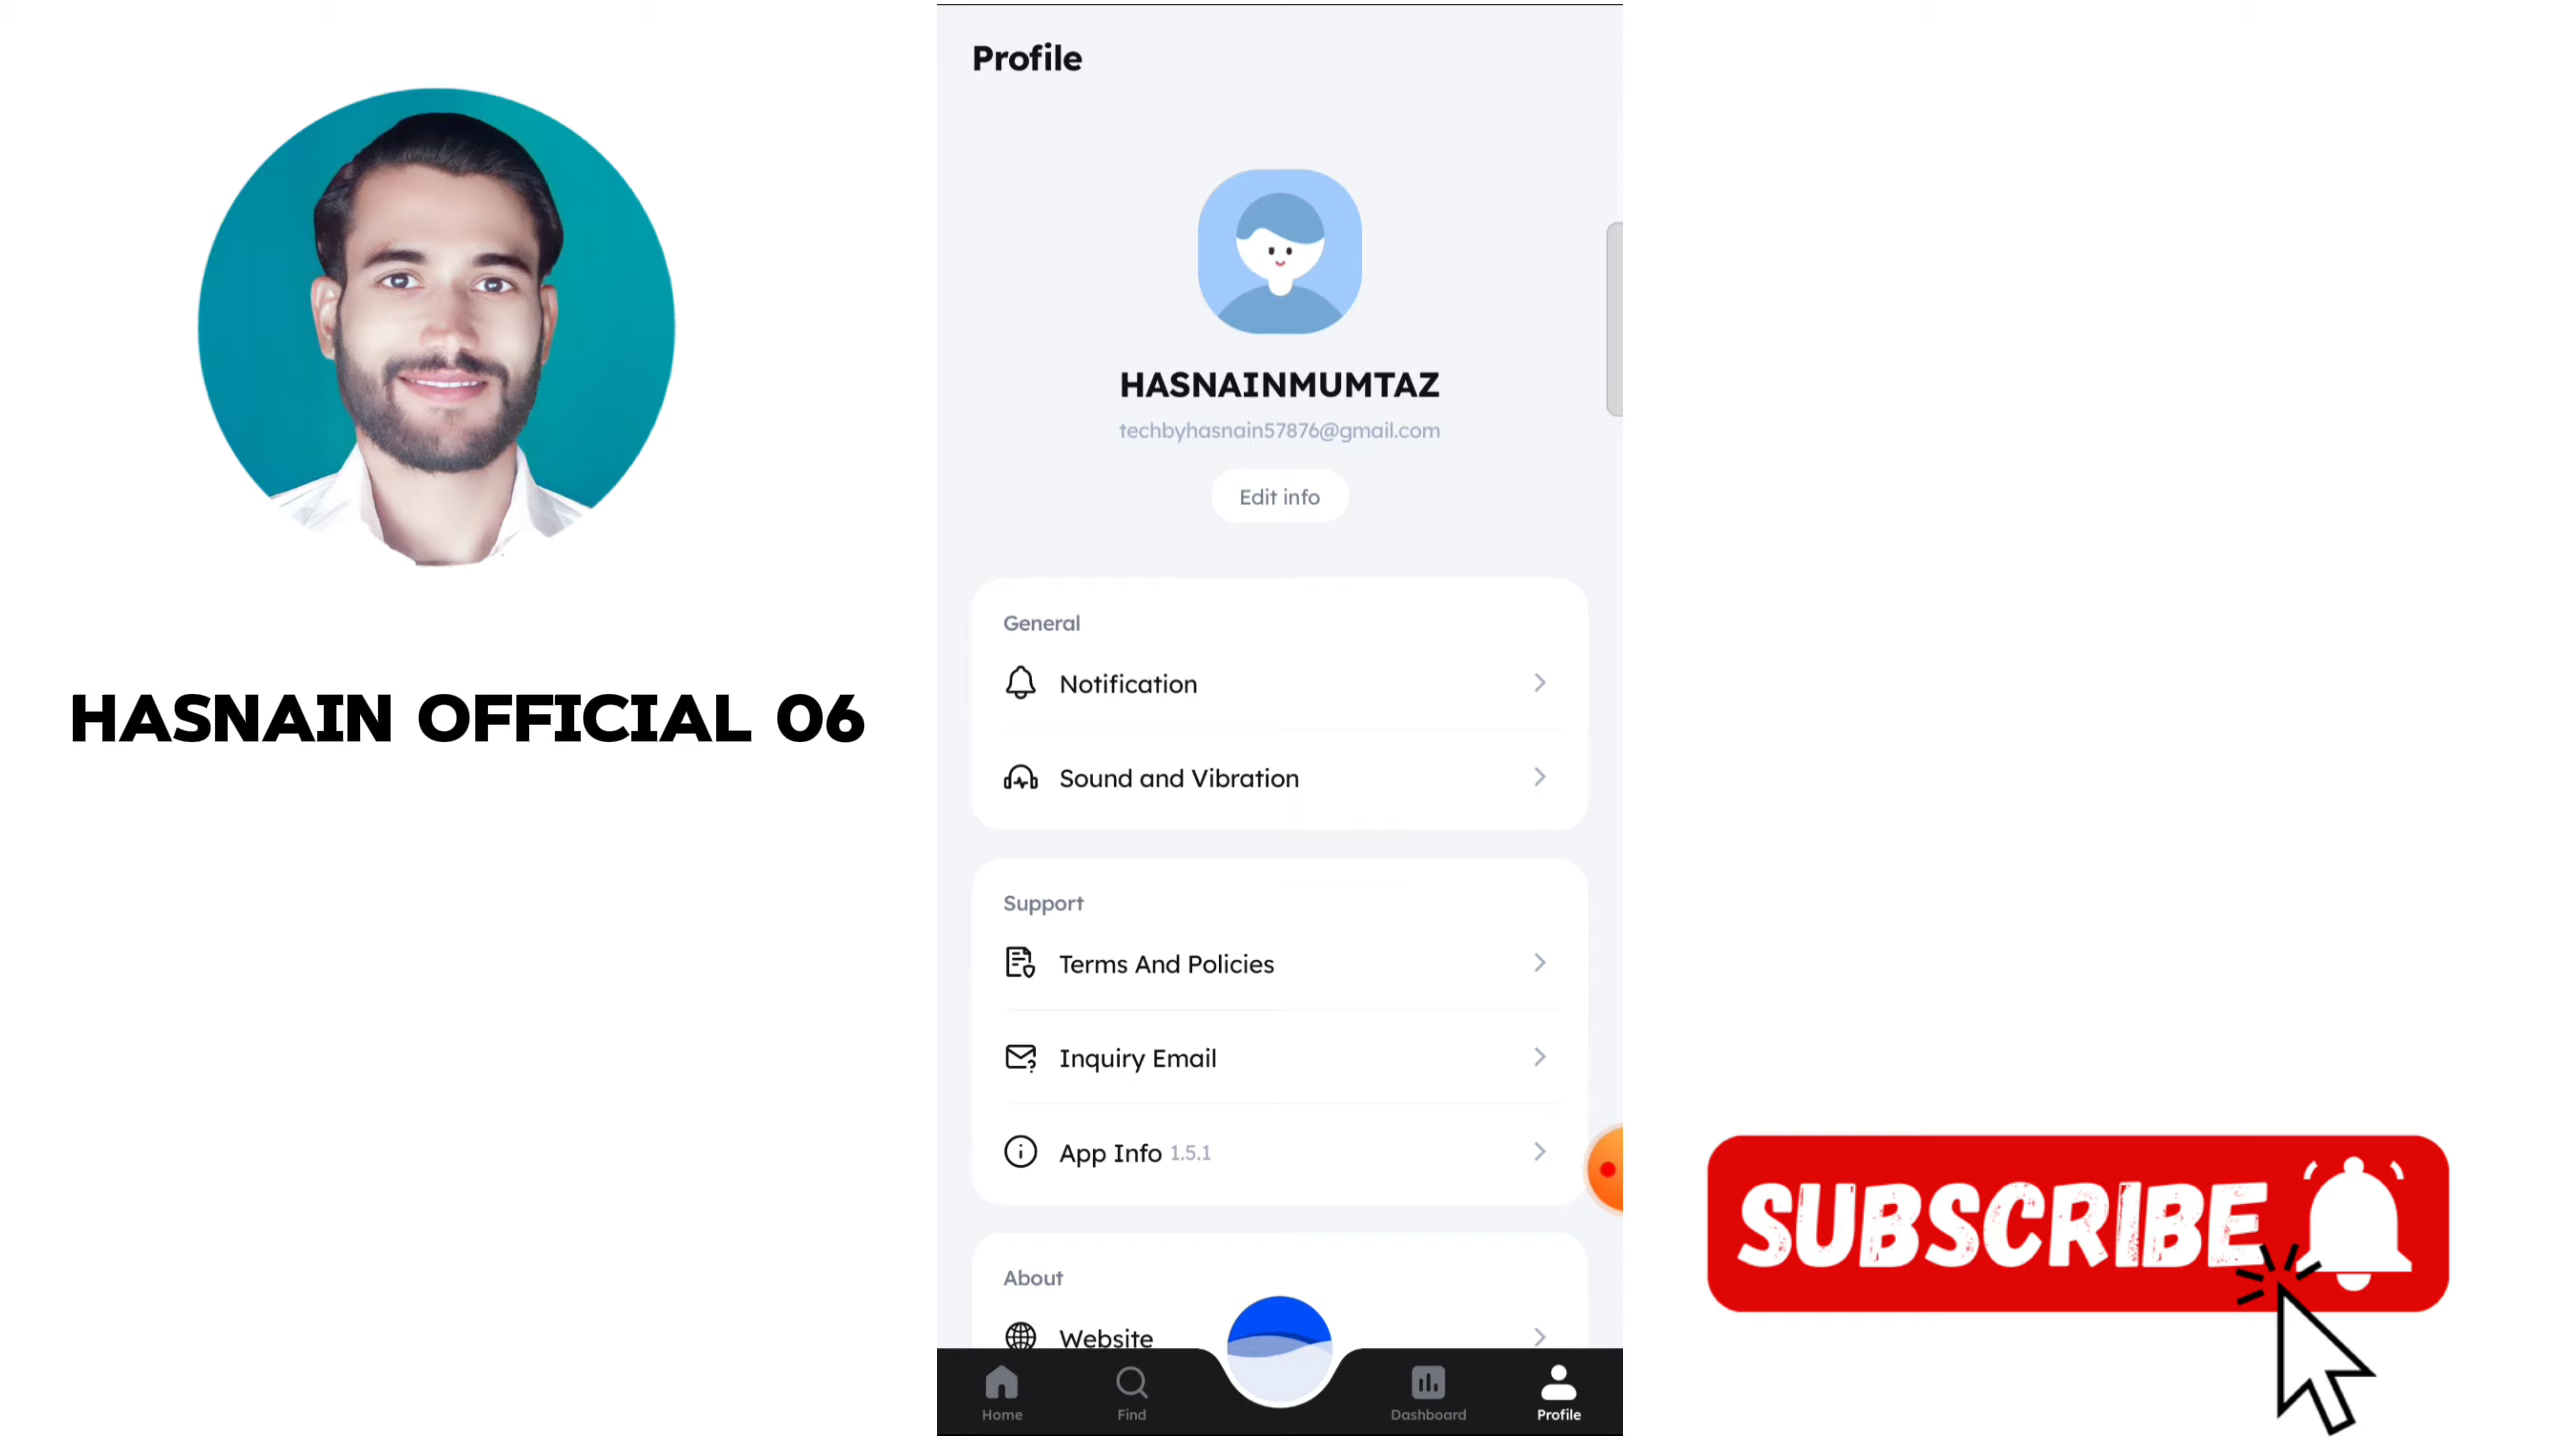 Profile
HASNAINMUMTAZ
techbyhasnain57876@gmail.com
Edit info
HASNAIN OFFICIAL 06
General
Notification
Sound and Vibration
Support
Terms And Policies
Inquiry Email
App Info 1.5.1
About
Website
Home
Find
Dashboard
Profile
SUBSCRIBE